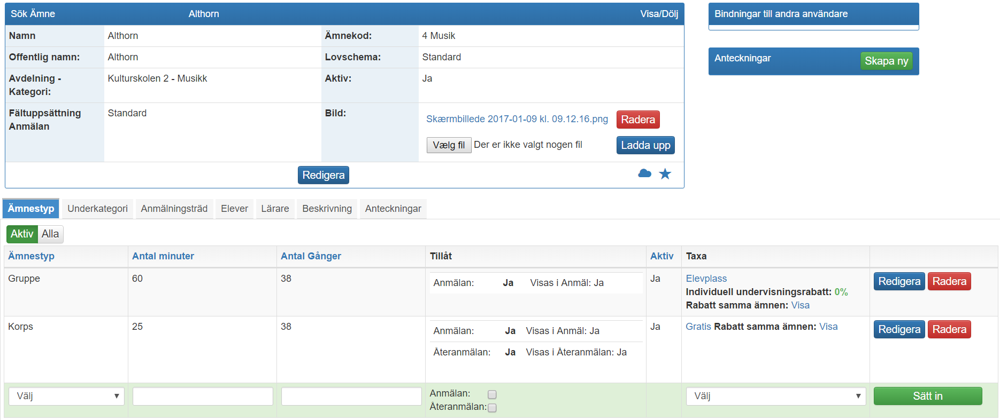 Sök Ämne Althorn Visa/Dölj
Namn Althorn Ämnekod: 4 Musik
Offentlig namn: Althorn Lovschema: Standard
Avdelning - Kulturskolen 2 - Musikk Aktiv: Ja
Kategori:
Fältuppsättning Standard Bild: Skærmbillede 2017-01-09 kl. 09.12.16.png Radera
Anmälan
Vælg fil Der er ikke valgt nogen fil Ladda upp
Redigera
Bindningar till andra användare
Anteckningar Skapa ny
Ämnestyp Underkategori Anmälningsträd Elever Lärare Beskrivning Anteckningar
Aktiv Alla
Ämnestyp Antal minuter Antal Gånger Tillåt Aktiv Taxa
Gruppe 60 38 Anmälan: Ja Visas i Anmäl: Ja Ja Elevplass Redigera Radera
Individuell undervisningsrabatt: 0%
Rabatt samma ämnen: Visa
Korps 25 38 Anmälan: Ja Visas i Anmäl: Ja Ja Gratis Rabatt samma ämnen: Visa Redigera Radera
Återanmälan: Ja Visas i Återanmälan: Ja
Välj Anmälan: Välj Sätt in
Återanmälan: